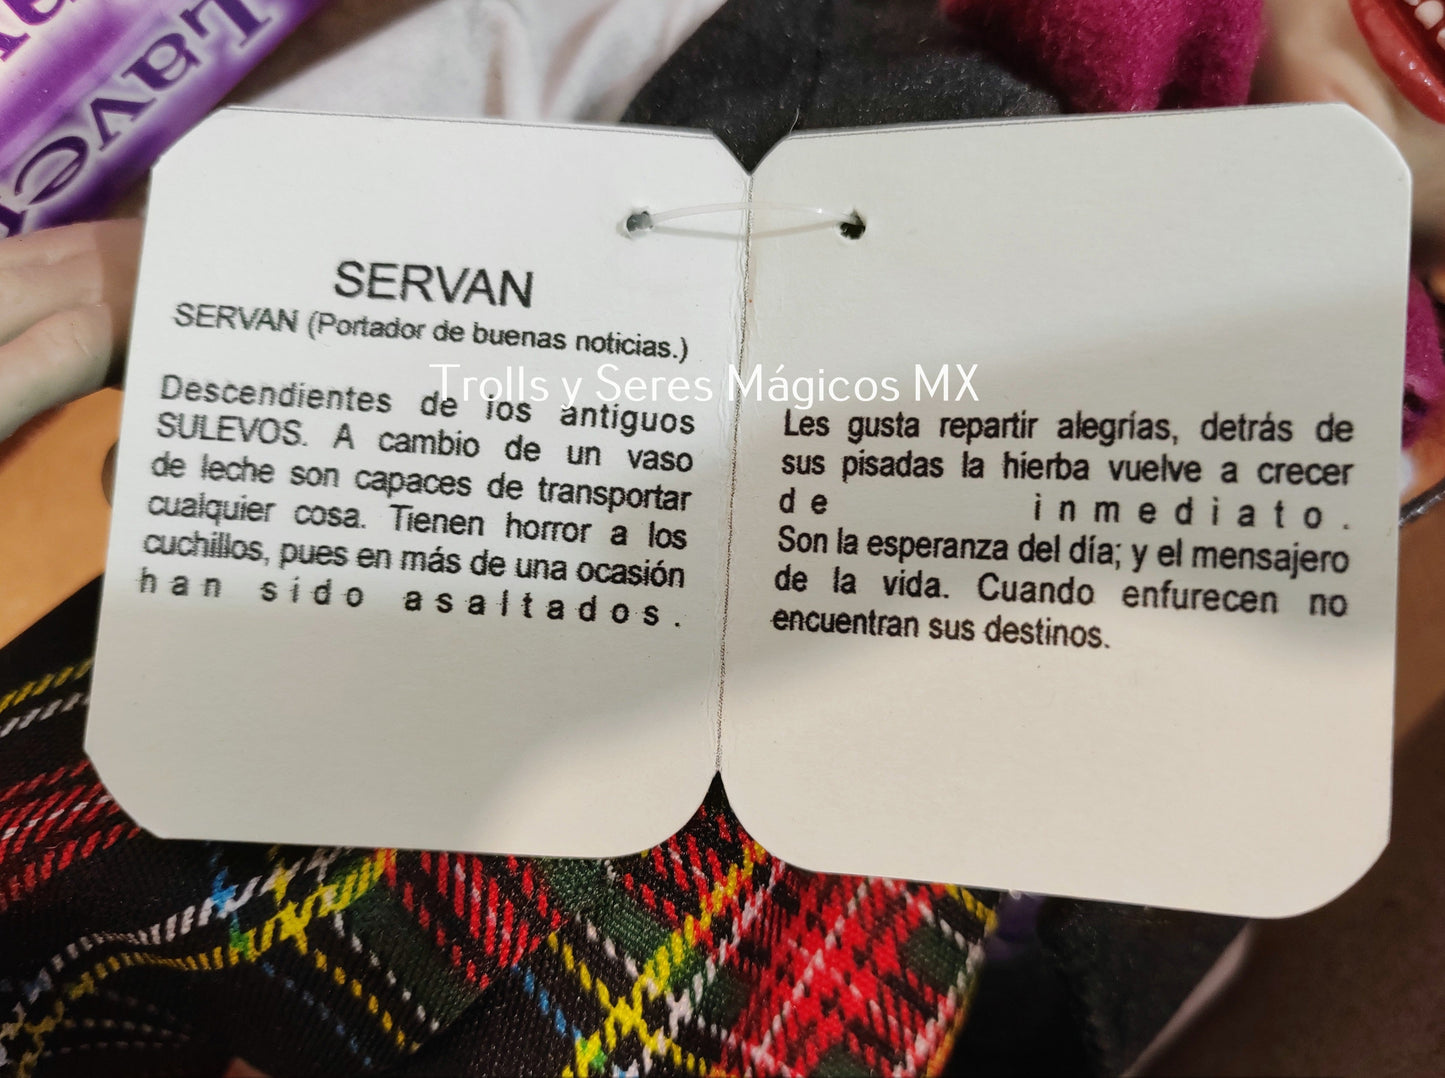 Lave
SERVAN
SERVAN (Portador de buenas noticias.)
Trolls y Seres Mágicos MX
Descendientes de los antiguos
SULEVOS. A cambio de un vaso
de leche son capaces de transportar
cualquier cosa. Tienen horror a los
cuchillos, pues en más de una ocasión
han sido asaltados.
Les gusta repartir alegrías, detrás de
sus pisadas la hierba vuelve a crecer
de inmediato.
Son la esperanza del día; y el mensajero
de la vida. Cuando enfurecen no
encuentran sus destinos.